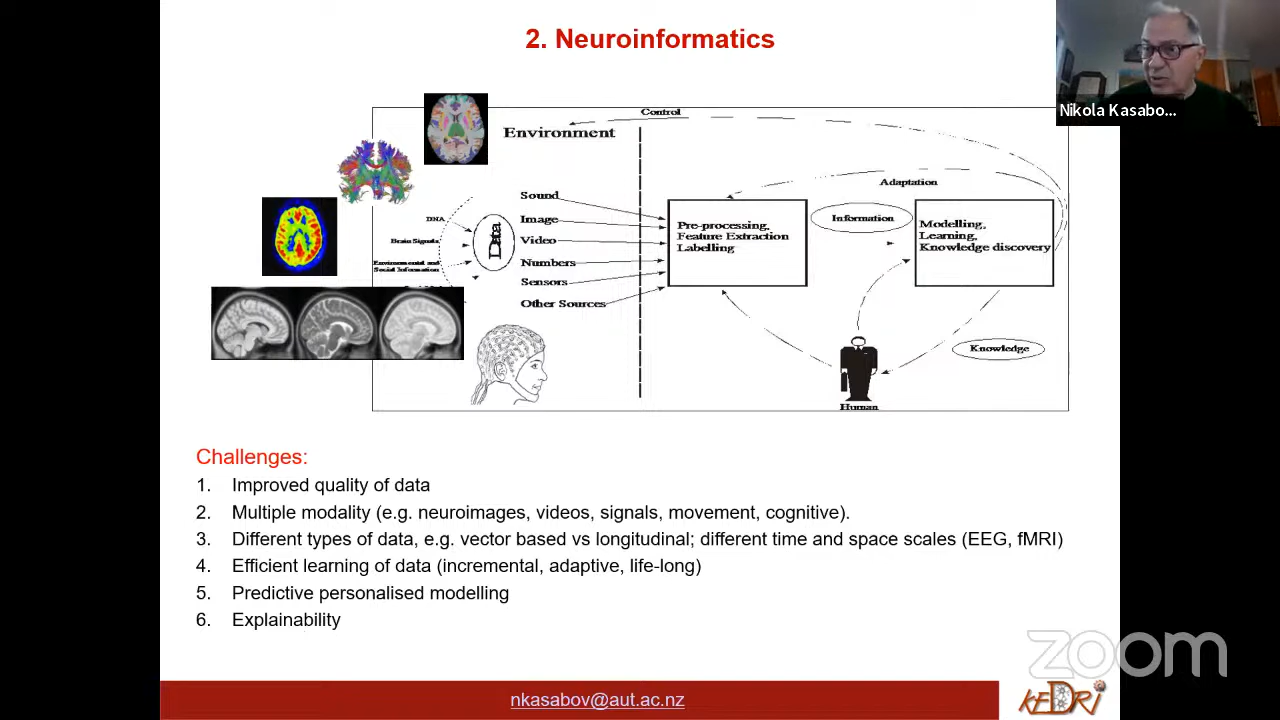 2. Neuroinformatics
Nikola Kasabo...
Control
Environment
Adaptation
Sound
Image
Video
Numbers
Sensors
Other Sources
DNA
Brain Signals
Environmental and
Social Information
Data
Pre-processing,
Feature Extraction
Labelling
Information
Modelling,
Learning,
Knowledge discovery
Knowledge
Human
Challenges:
1. Improved quality of data
2. Multiple modality (e.g. neuroimages, videos, signals, movement, cognitive).
3. Different types of data, e.g. vector based vs longitudinal; different time and space scales (EEG, fMRI)
4. Efficient learning of data (incremental, adaptive, life-long)
5. Predictive personalised modelling
6. Explainability
zoom
nkasabov@aut.ac.nz
KEDRI